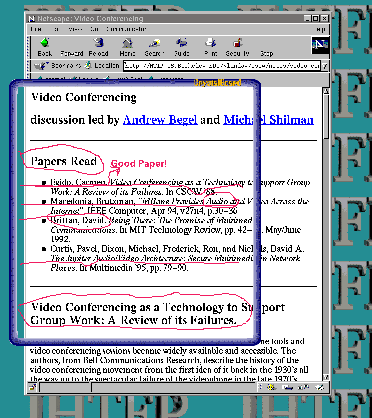 Netscape: Video Conferencing
File Edit View Go Communicator Help
Back Forward Reload Home Search Guide Print Security Stop
Bookmarks Location:
Video Conferencing
discussion led by Andrew Begel and Michael Shilman
Papers Read
Good Paper!
Egido, Carmen. Video Conferencing as a Technology to Support Group
Work: A Review of its Failures. In CSCW '88.
Macedonia, Brutzman, "MBone Provides Audio and Video Across the
Internet". IEEE Computer, Apr 94, v27n4, p.30-36
Brittan, David. Being There: The Promise of Multimedia
Communications. In MIT Technology Review, pp. 42- , May/June
1992.
Curtis, Pavel, Dixon, Michael, Frederick, Ron, and Nichols, David A.
The Jupiter Audio/Video Architecture: Secure Multimedia in Network
Places. In Multimedia '95, pp. 79-90.
Video Conferencing as a Technology to Support
Group Work: A Review of its Failures.
the tools and
video conferencing systems became widely available and accessible. The
authors, from Bell Communications Research, describe the history of the
video conferencing movement from the first idea of it back in the 1930's all
the way up to the spectacular failure of the videophone in the late 1970's
HTTP